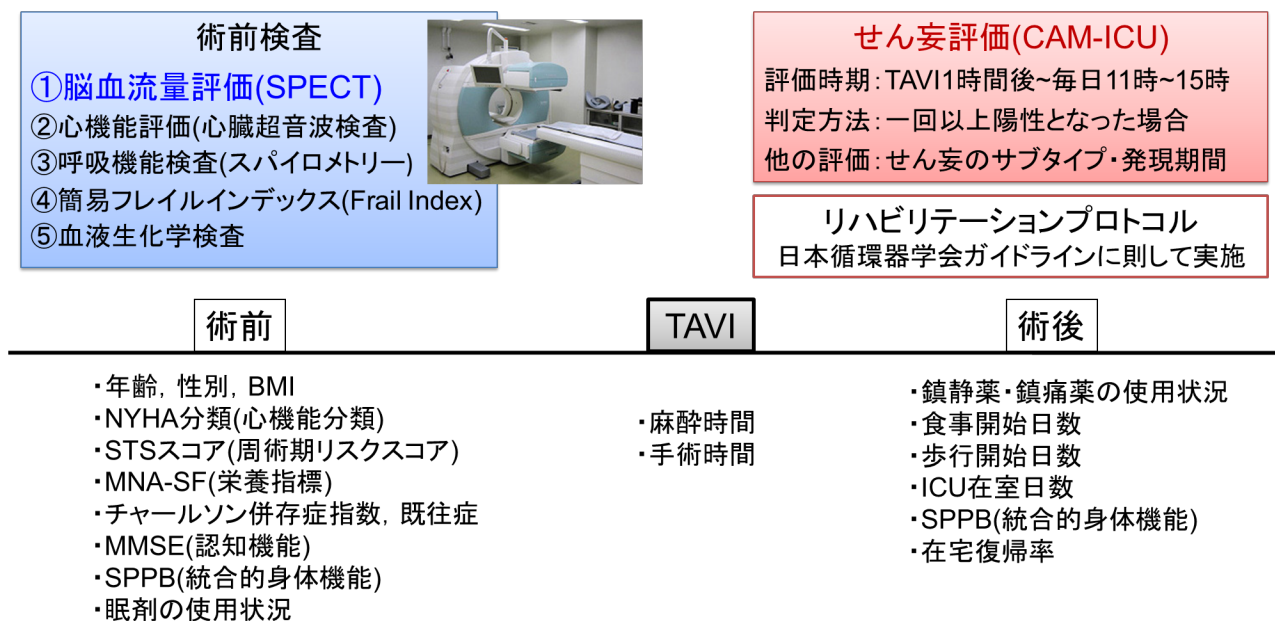 術前検査
①脳血流量評価(SPECT)
②心機能評価(心臓超音波検査)
③呼吸機能検査(スパイロメトリー)
④簡易フレイルインデックス(Frail Index)
⑤血液生化学検査
せん妄評価(CAM-ICU)
評価時期:TAVI1時間後~毎日11時~15時
判定方法:一回以上陽性となった場合
他の評価:せん妄のサブタイプ・発現期間
リハビリテーションプロトコル
日本循環器学会ガイドラインに則して実施
術前
TAVI
術後
・年齢, 性別, BMI
・NYHA分類(心機能分類)
・STSスコア(周術期リスクスコア)
・MNA-SF(栄養指標)
・チャールソン併存症指数, 既往症
・MMSE(認知機能)
・SPPB(統合的身体機能)
・眠剤の使用状況
・麻酔時間
・手術時間
・鎮静薬・鎮痛薬の使用状況
・食事開始日数
・歩行開始日数
・ICU在室日数
・SPPB(統合的身体機能)
・在宅復帰率